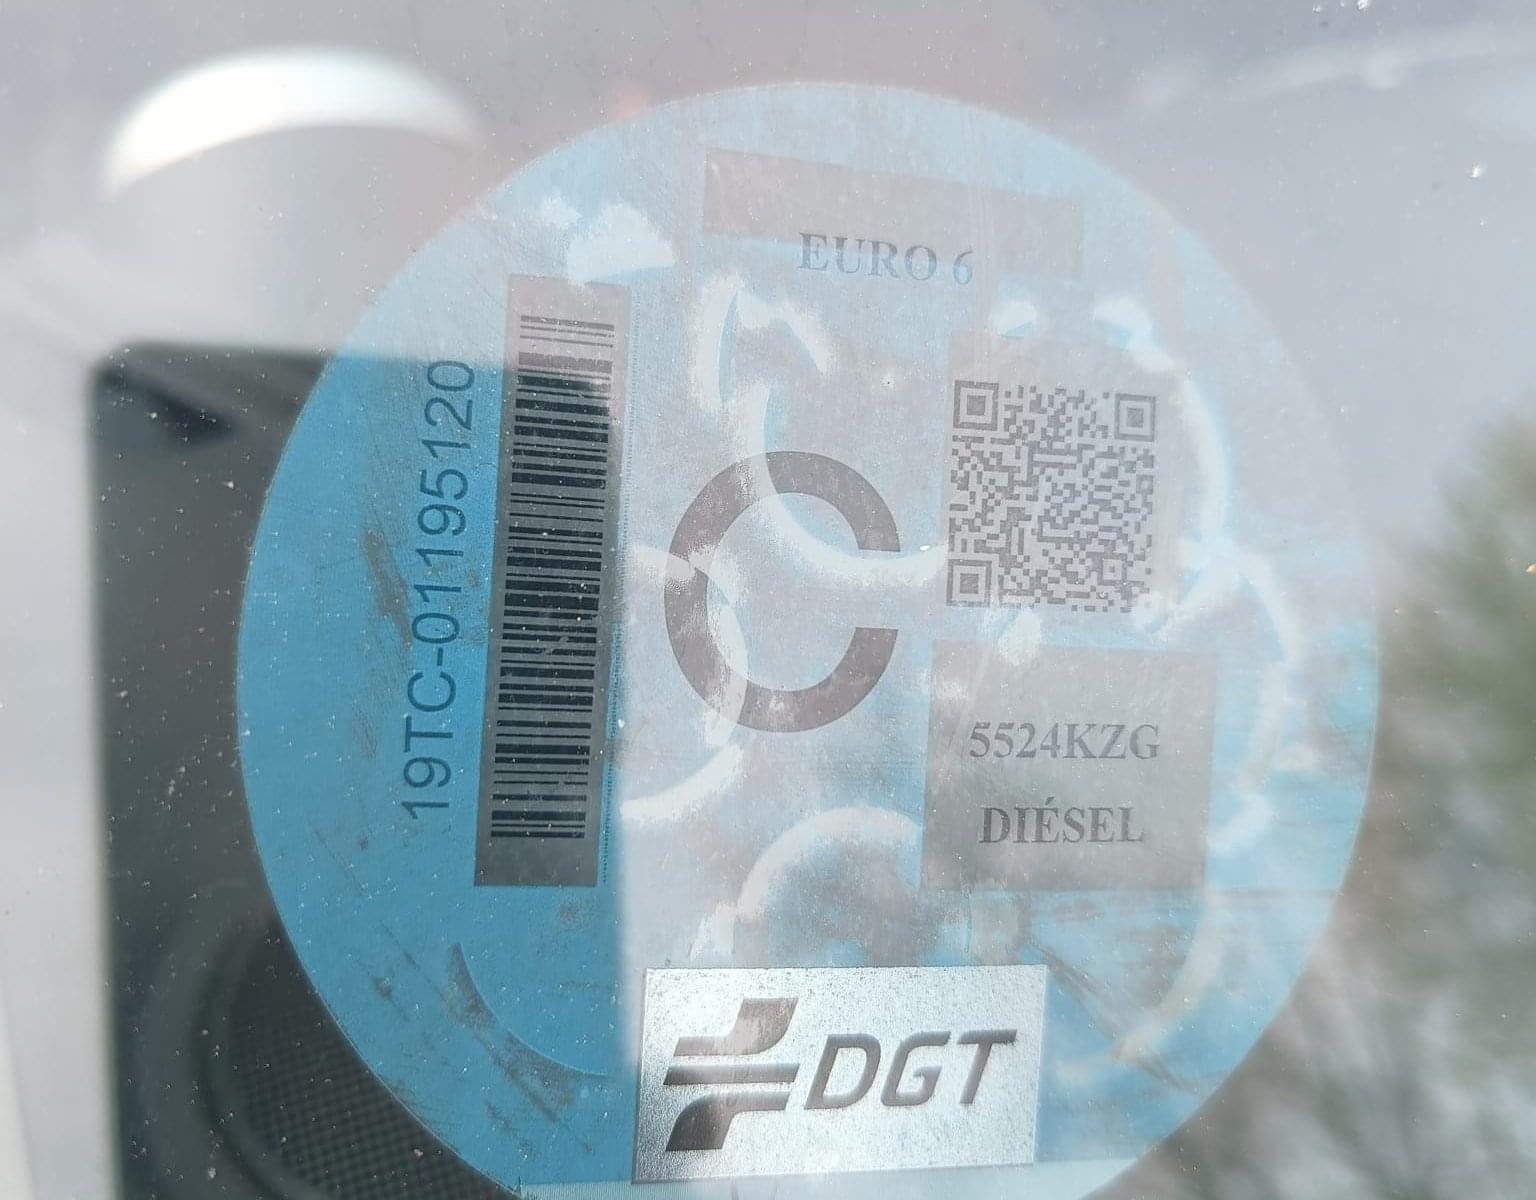 EURO 6
19TC-01195120
C
5524KZG
DIÉSEL
DGT